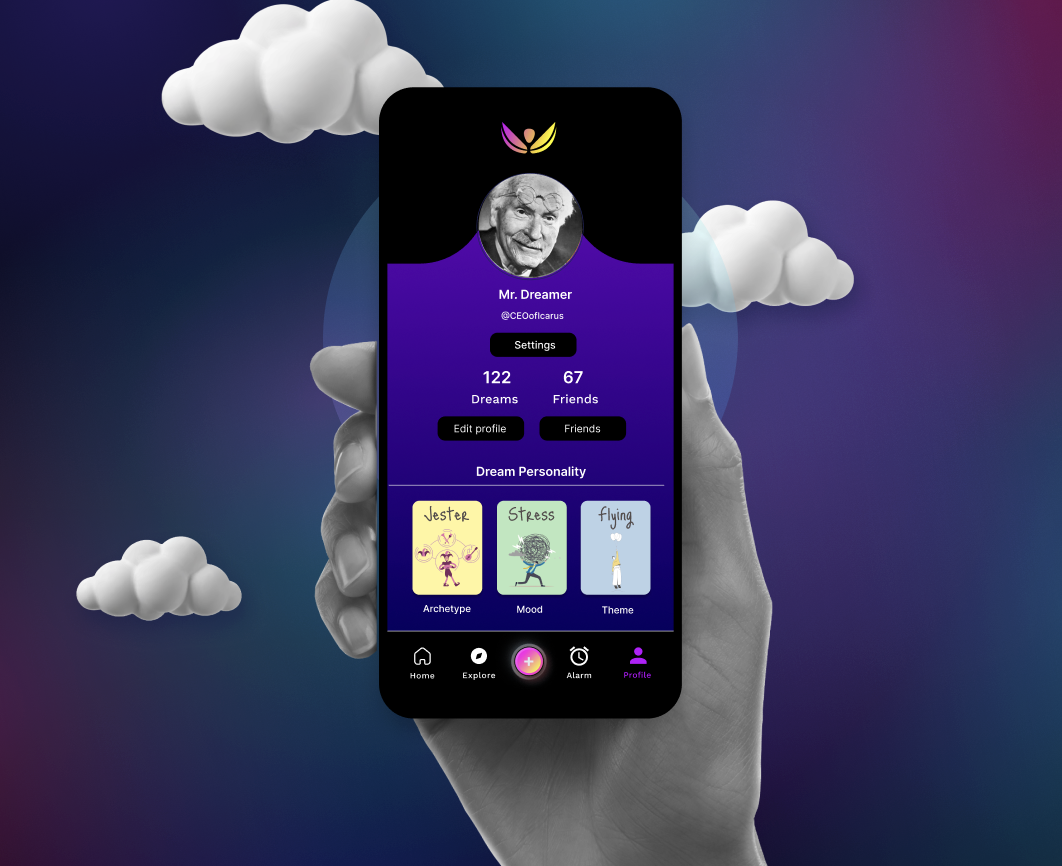 Mr. Dreamer
@CEOofIcarus
Settings
122 67
Dreams Friends
Edit profile Friends
Dream Personality
Jester Stress flying
Archetype Mood Theme
Home Explore Alarm Profile